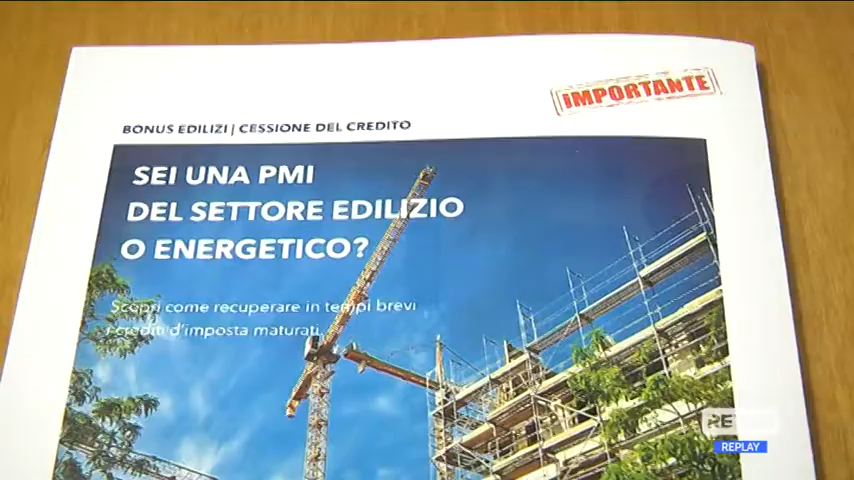 IMPORTANTE
BONUS EDILIZI | CESSIONE DEL CREDITO
SEI UNA PMI
DEL SETTORE EDILIZIO
O ENERGETICO?
Scopri come recuperare in tempi brevi
i crediti d'imposta maturati.
REPLAY